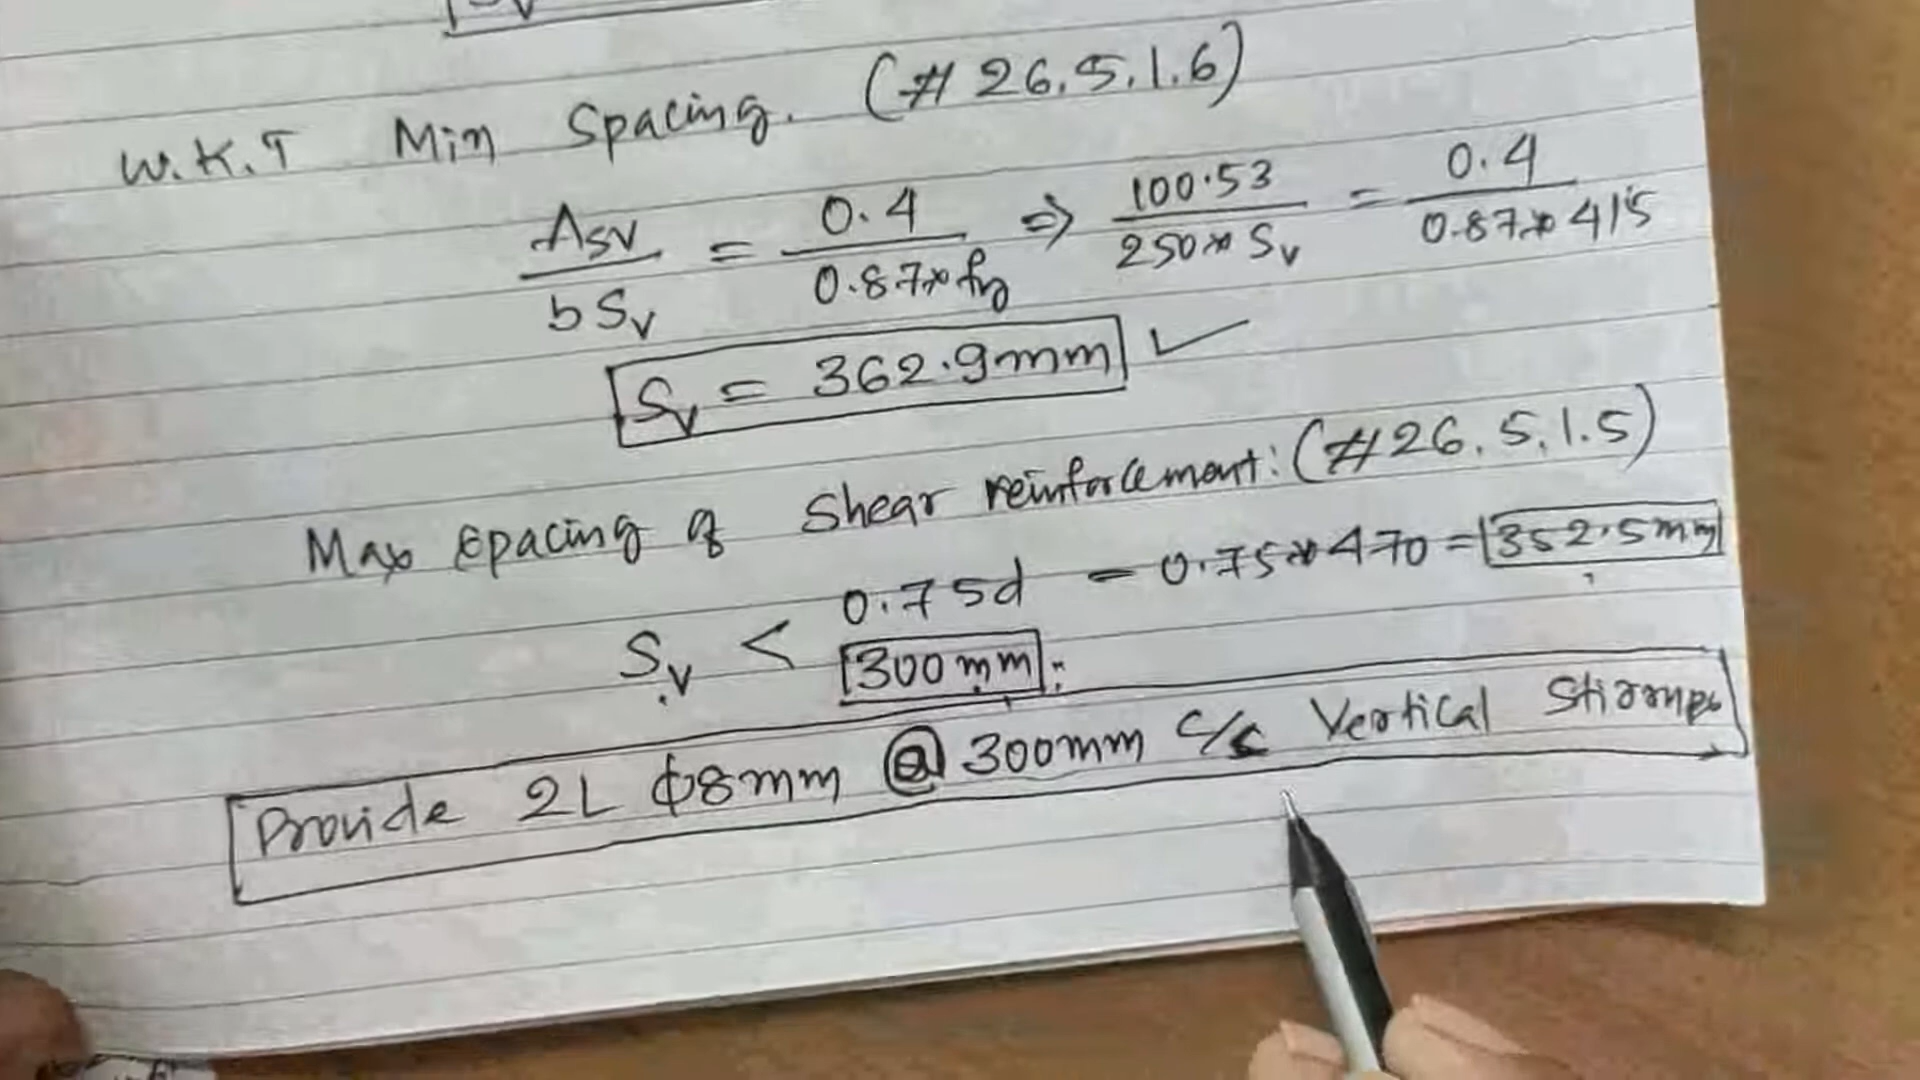 Sv
W.K.T Min Spacing. (# 26.5.1.6)
Asv / bSv = 0.4 / 0.87*fy ⇒ 100.53 / 250*Sv = 0.4 / 0.87*415
Sv = 362.9mm ✓
Max Spacing of Shear reinforcement: (#26.5.1.5)
Sv < 0.75d - 0.75*470 = 352.5mm
300mm
Provide 2L ϕ8mm @ 300mm c/c Vertical Stirrups